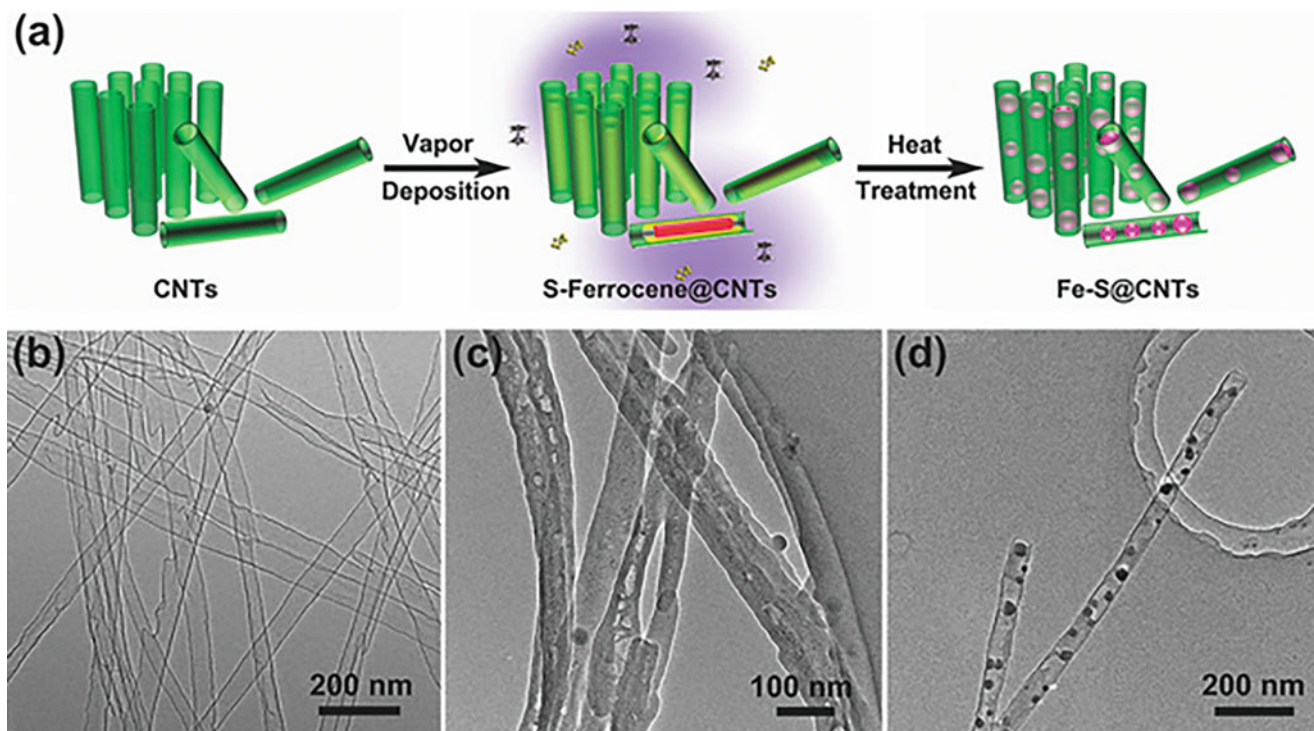 (a)
Vapor
Deposition
Heat
Treatment
CNTs
S-Ferrocene@CNTs
Fe-S@CNTs
(b)
(c)
(d)
200 nm
100 nm
200 nm